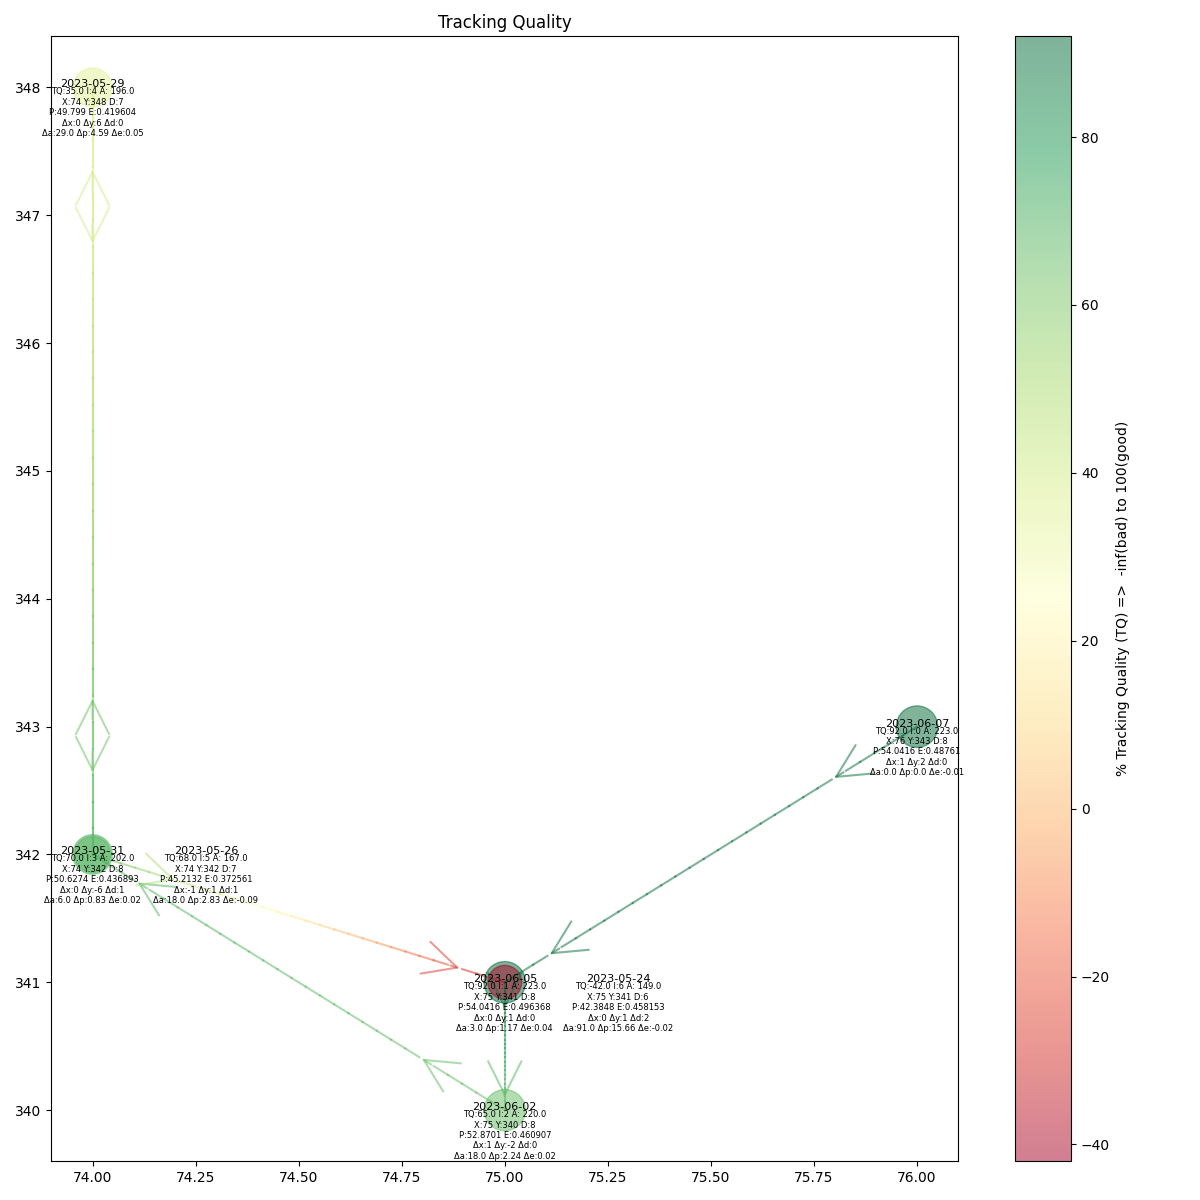 Tracking Quality
348
347
346
345
344
343
342
341
340
2023-05-29
TQ:35.0 I:4 A: 196.0
X:74 Y:348 D:7
P:49.799 E:0.419604
Δx:0 Δy:6 Δd:0
Δa:29.0 Δp:4.59 Δe:0.05
2023-06-07
TQ:92.0 I:0 A: 223.0
X:76 Y:343 D:8
P:54.0416 E:0.48761
Δx:1 Δy:2 Δd:0
Δa:0.0 Δp:0.0 Δe:-0.01
2023-05-31
TQ:70.0 I:3 A: 202.0
X:74 Y:342 D:8
P:50.6274 E:0.436893
Δx:0 Δy:-6 Δd:1
Δa:6.0 Δp:0.83 Δe:0.02
2023-05-26
TQ:68.0 I:5 A: 167.0
X:74 Y:342 D:7
P:45.2132 E:0.372561
Δx:-1 Δy:1 Δd:1
Δa:18.0 Δp:2.83 Δe:-0.09
2023-06-05
TQ:92.0 I:1 A: 223.0
X:75 Y:341 D:8
P:54.0416 E:0.496368
Δx:0 Δy:1 Δd:0
Δa:3.0 Δp:1.17 Δe:0.04
2023-05-24
TQ:-42.0 I:6 A: 149.0
X:75 Y:341 D:6
P:42.3848 E:0.458153
Δx:0 Δy:1 Δd:2
Δa:91.0 Δp:15.66 Δe:-0.02
2023-06-02
TQ:65.0 I:2 A: 220.0
X:75 Y:340 D:8
P:52.8701 E:0.460907
Δx:1 Δy:-2 Δd:0
Δa:18.0 Δp:2.24 Δe:0.02
74.00 74.25 74.50 74.75 75.00 75.25 75.50 75.75 76.00
80
60
40
20
0
−20
−40
% Tracking Quality (TQ) => -inf(bad) to 100(good)